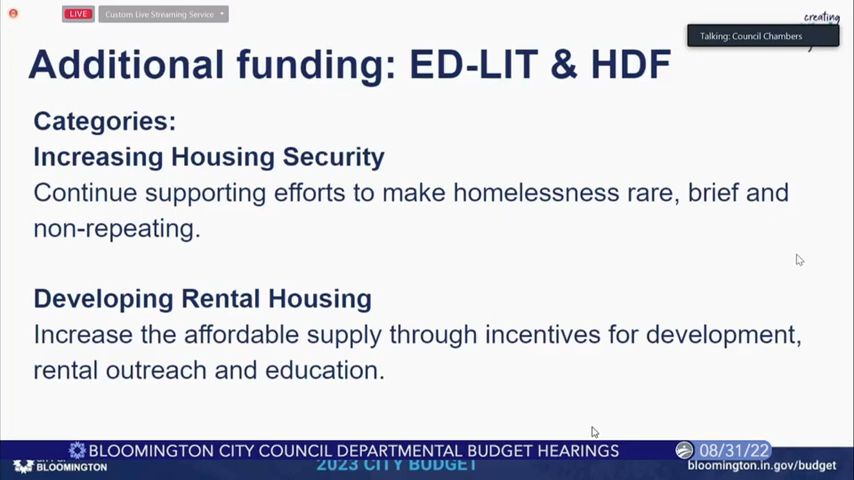 LIVE
Custom Live Streaming Service
creating
Talking: Council Chambers
Additional funding: ED-LIT & HDF
Categories:
Increasing Housing Security
Continue supporting efforts to make homelessness rare, brief and
non-repeating.
Developing Rental Housing
Increase the affordable supply through incentives for development,
rental outreach and education.
BLOOMINGTON CITY COUNCIL DEPARTMENTAL BUDGET HEARINGS
08/31/22
BLOOMINGTON
2023 CITY BUDGET
bloomington.in.gov/budget